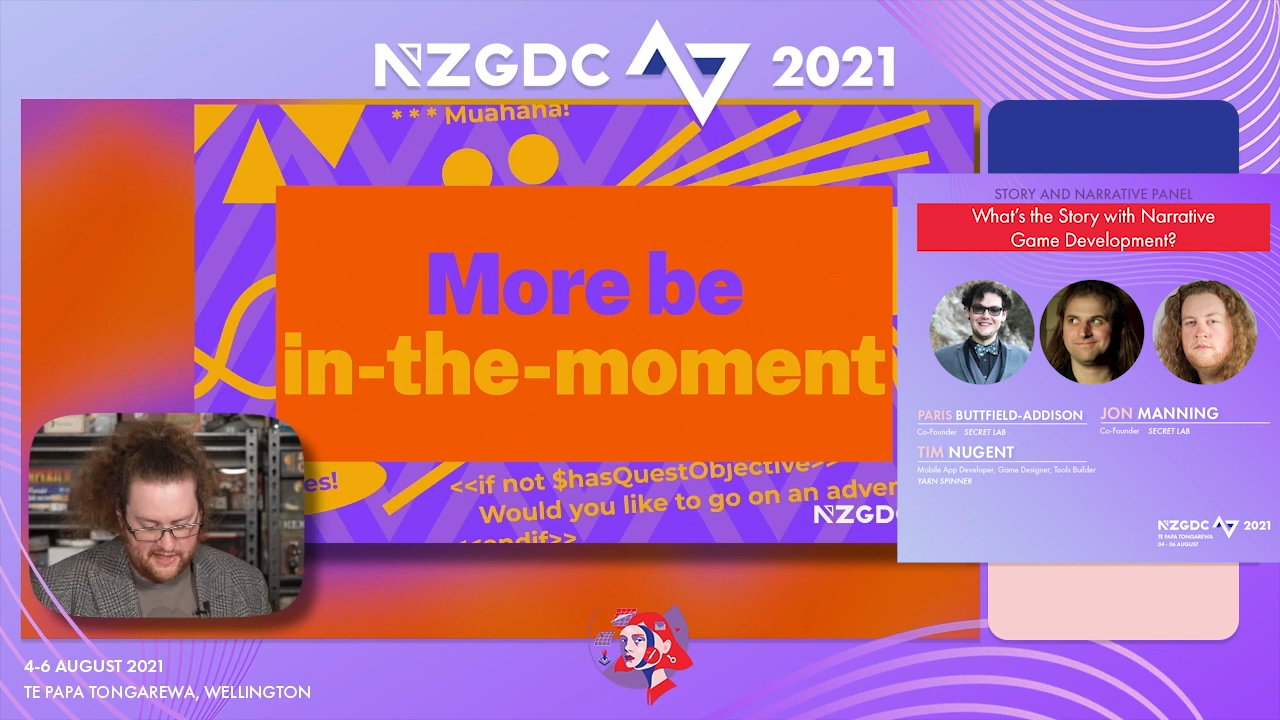 NZGDC 2021
* * * Muahaha!
More be
in-the-moment
es!
<<if not $hasQuestObjective>>
Would you like to go on an adven
<<endif>>
NZGD
STORY AND NARRATIVE PANEL
What's the Story with Narrative
Game Development?
PARIS BUTTFIELD-ADDISON
Co-Founder SECRET LAB
JON MANNING
Co-Founder SECRET LAB
TIM NUGENT
Mobile App Developer, Game Designer, Tools Builder
YARN SPINNER
NZGDC 2021
TE PAPA TONGAREWA
04 - 06 AUGUST
4-6 AUGUST 2021
TE PAPA TONGAREWA, WELLINGTON